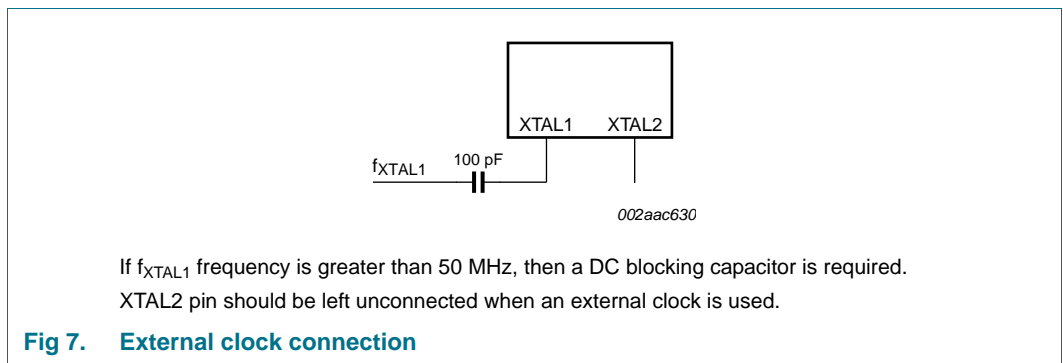 XTAL1 XTAL2
fXTAL1 100 pF
002aac630
If fXTAL1 frequency is greater than 50 MHz, then a DC blocking capacitor is required.
XTAL2 pin should be left unconnected when an external clock is used.
Fig 7. External clock connection